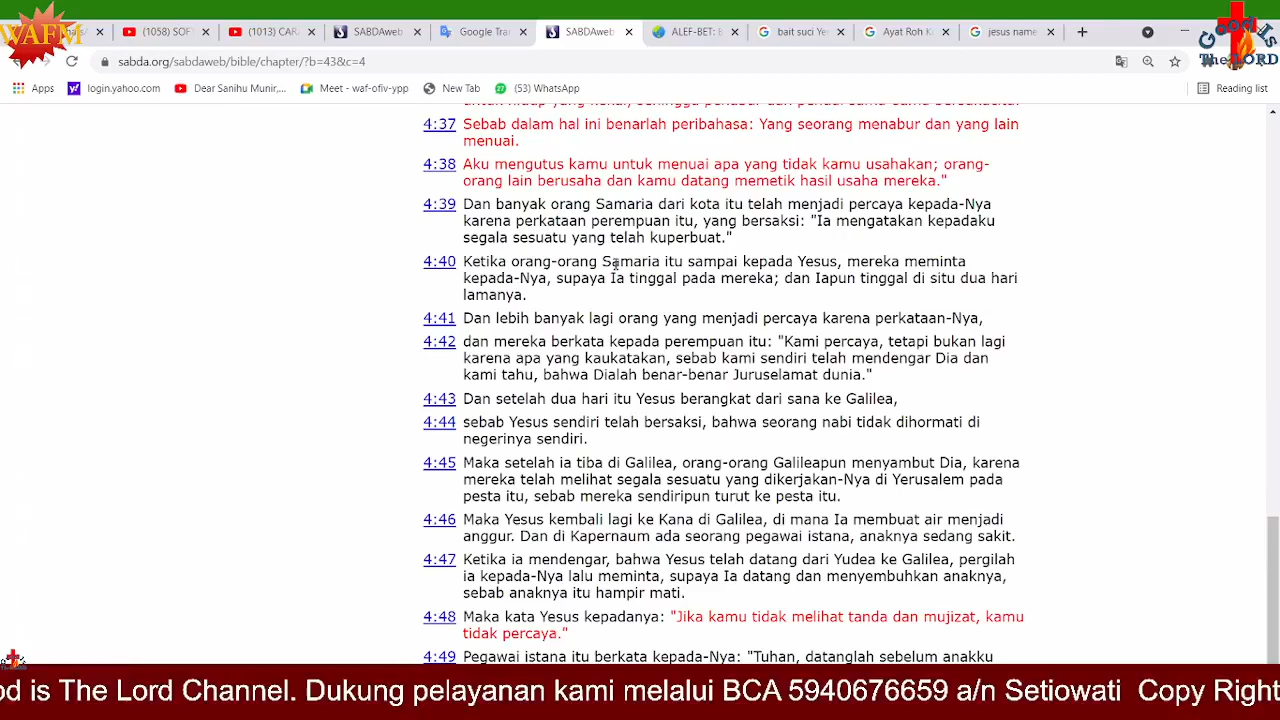 WAFM
(1058) SOF
(1013) CAR
SABDAweb
Google Tra
SABDAweb
ALEF-BET: B
bait suci Ye
Ayat Roh K
jesus name
God Is The LORD
sabda.org/sabdaweb/bible/chapter/?b=43&c=4
Apps
login.yahoo.com
Dear Sanihu Munir,...
Meet - waf-ofiv-ypp
New Tab
(53) WhatsApp
Reading list
untuk hidup yang kekal, sehingga penabur dan penuai sama-sama bersukacita.
4:37 Sebab dalam hal ini benarlah peribahasa: Yang seorang menabur dan yang lain
menuai.
4:38 Aku mengutus kamu untuk menuai apa yang tidak kamu usahakan; orang-
orang lain berusaha dan kamu datang memetik hasil usaha mereka."
4:39 Dan banyak orang Samaria dari kota itu telah menjadi percaya kepada-Nya
karena perkataan perempuan itu, yang bersaksi: "Ia mengatakan kepadaku
segala sesuatu yang telah kuperbuat."
4:40 Ketika orang-orang Samaria itu sampai kepada Yesus, mereka meminta
kepada-Nya, supaya Ia tinggal pada mereka; dan Iapun tinggal di situ dua hari
lamanya.
4:41 Dan lebih banyak lagi orang yang menjadi percaya karena perkataan-Nya,
4:42 dan mereka berkata kepada perempuan itu: "Kami percaya, tetapi bukan lagi
karena apa yang kaukatakan, sebab kami sendiri telah mendengar Dia dan
kami tahu, bahwa Dialah benar-benar Juruselamat dunia."
4:43 Dan setelah dua hari itu Yesus berangkat dari sana ke Galilea,
4:44 sebab Yesus sendiri telah bersaksi, bahwa seorang nabi tidak dihormati di
negerinya sendiri.
4:45 Maka setelah ia tiba di Galilea, orang-orang Galileapun menyambut Dia, karena
mereka telah melihat segala sesuatu yang dikerjakan-Nya di Yerusalem pada
pesta itu, sebab mereka sendiripun turut ke pesta itu.
4:46 Maka Yesus kembali lagi ke Kana di Galilea, di mana Ia membuat air menjadi
anggur. Dan di Kapernaum ada seorang pegawai istana, anaknya sedang sakit.
4:47 Ketika ia mendengar, bahwa Yesus telah datang dari Yudea ke Galilea, pergilah
ia kepada-Nya lalu meminta, supaya Ia datang dan menyembuhkan anaknya,
sebab anaknya itu hampir mati.
4:48 Maka kata Yesus kepadanya: "Jika kamu tidak melihat tanda dan mujizat, kamu
tidak percaya."
4:49 Pegawai istana itu berkata kepada-Nya: "Tuhan, datanglah sebelum anakku
od is The Lord Channel. Dukung pelayanan kami melalui BCA 5940676659 a/n Setiowati Copy Right